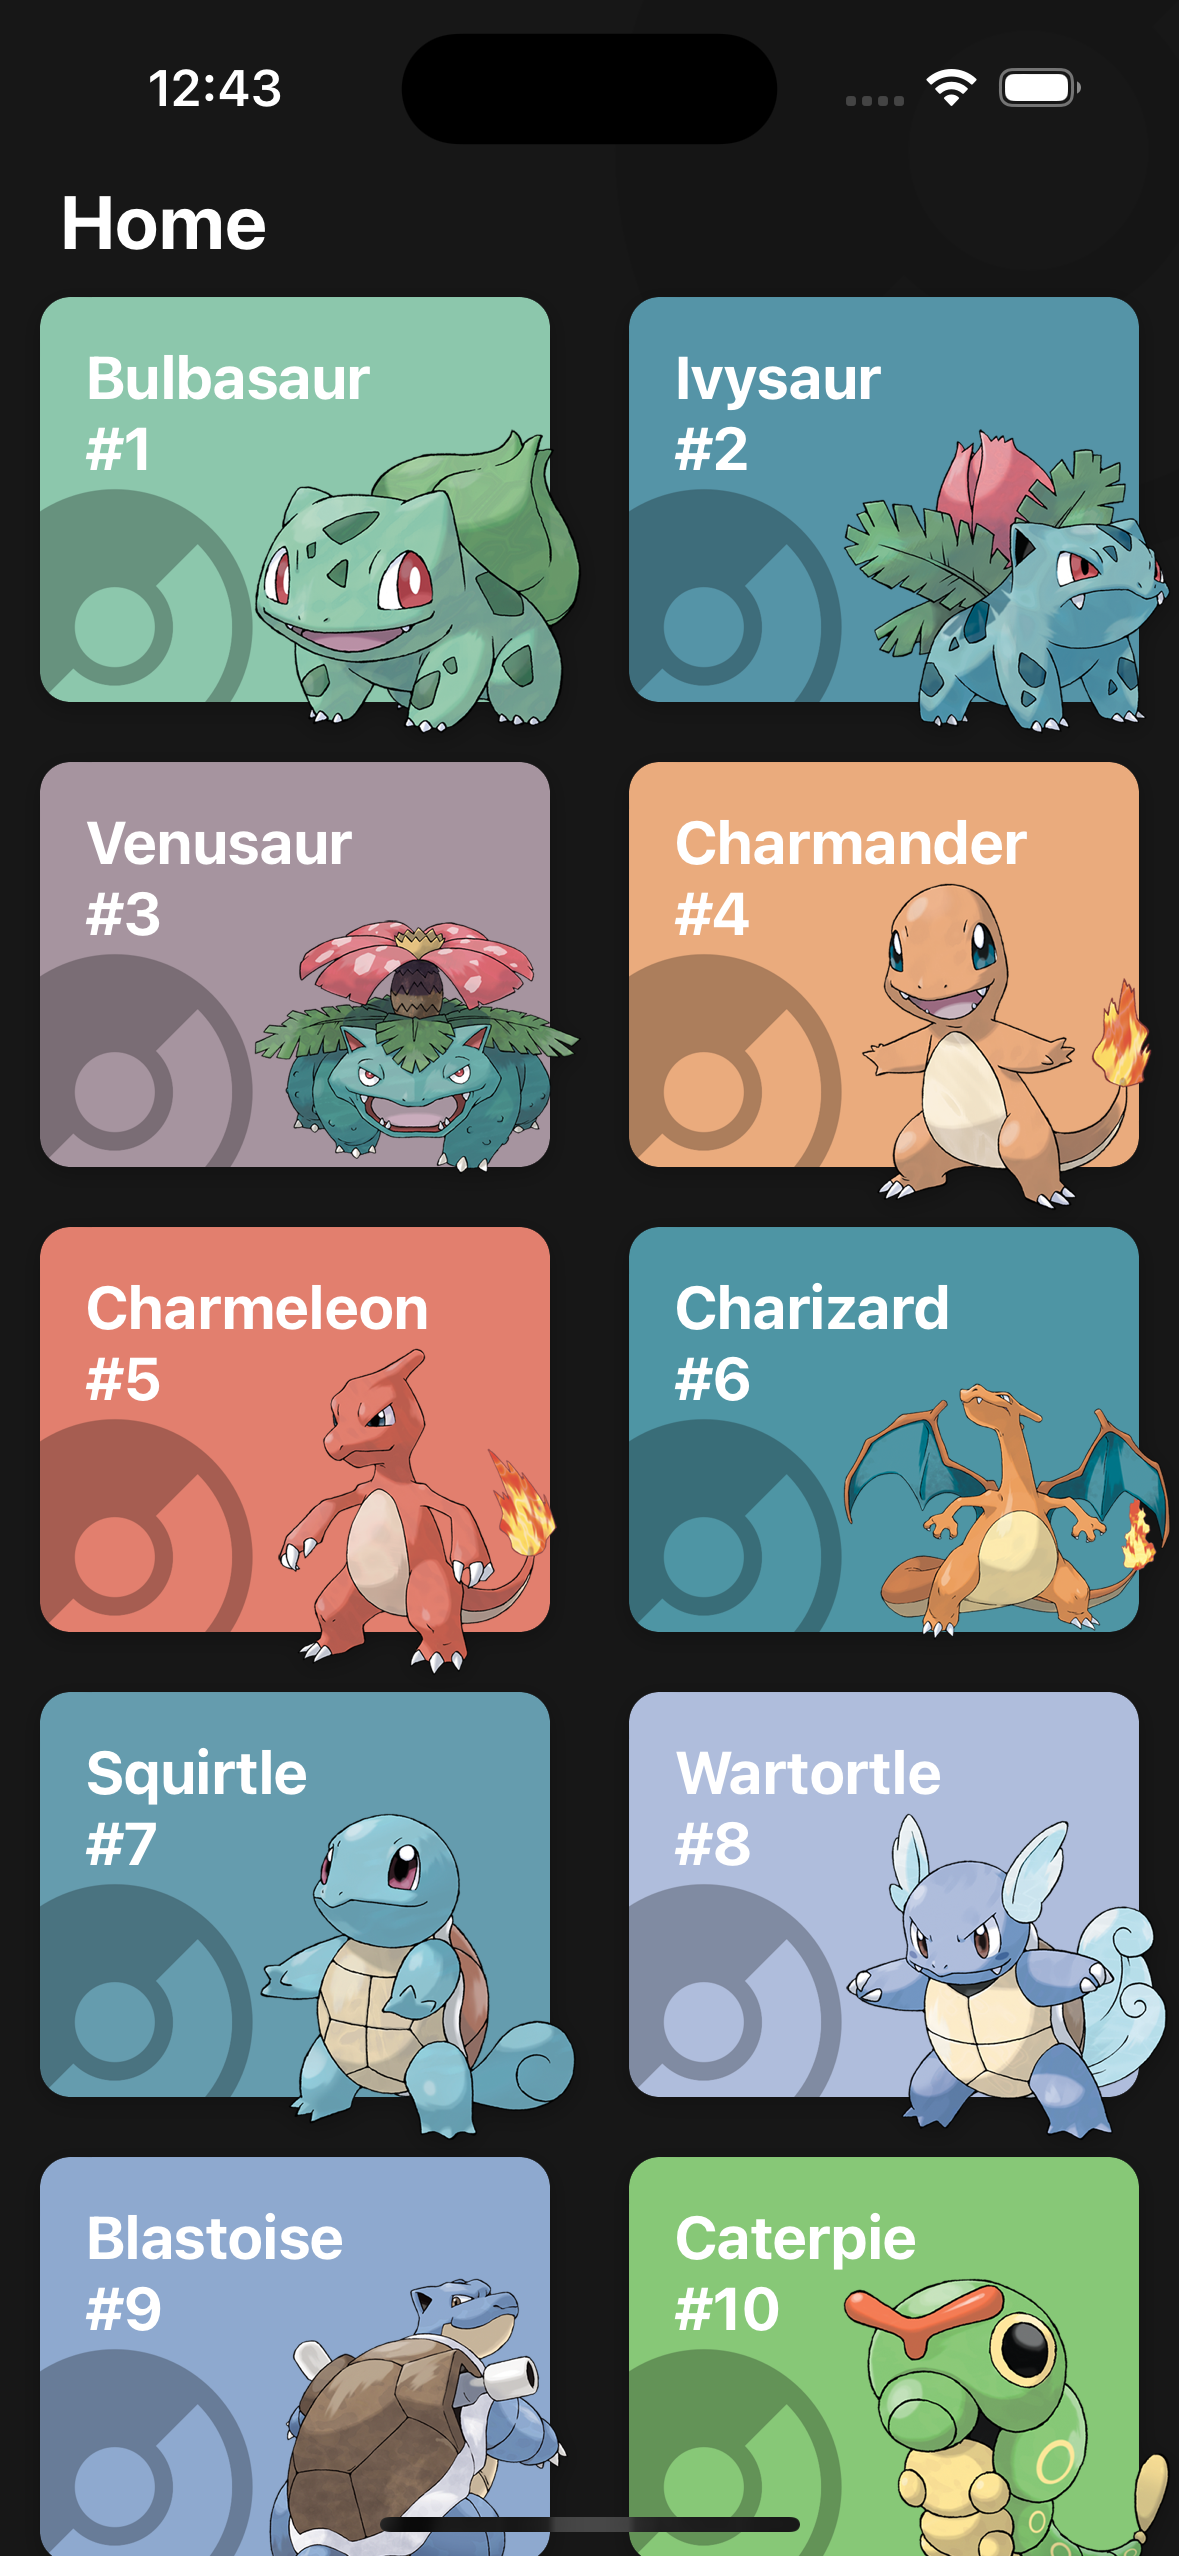 12:43
Home
Bulbasaur
#1
Ivysaur
#2
Venusaur
#3
Charmander
#4
Charmeleon
#5
Charizard
#6
Squirtle
#7
Wartortle
#8
Blastoise
#9
Caterpie
#10